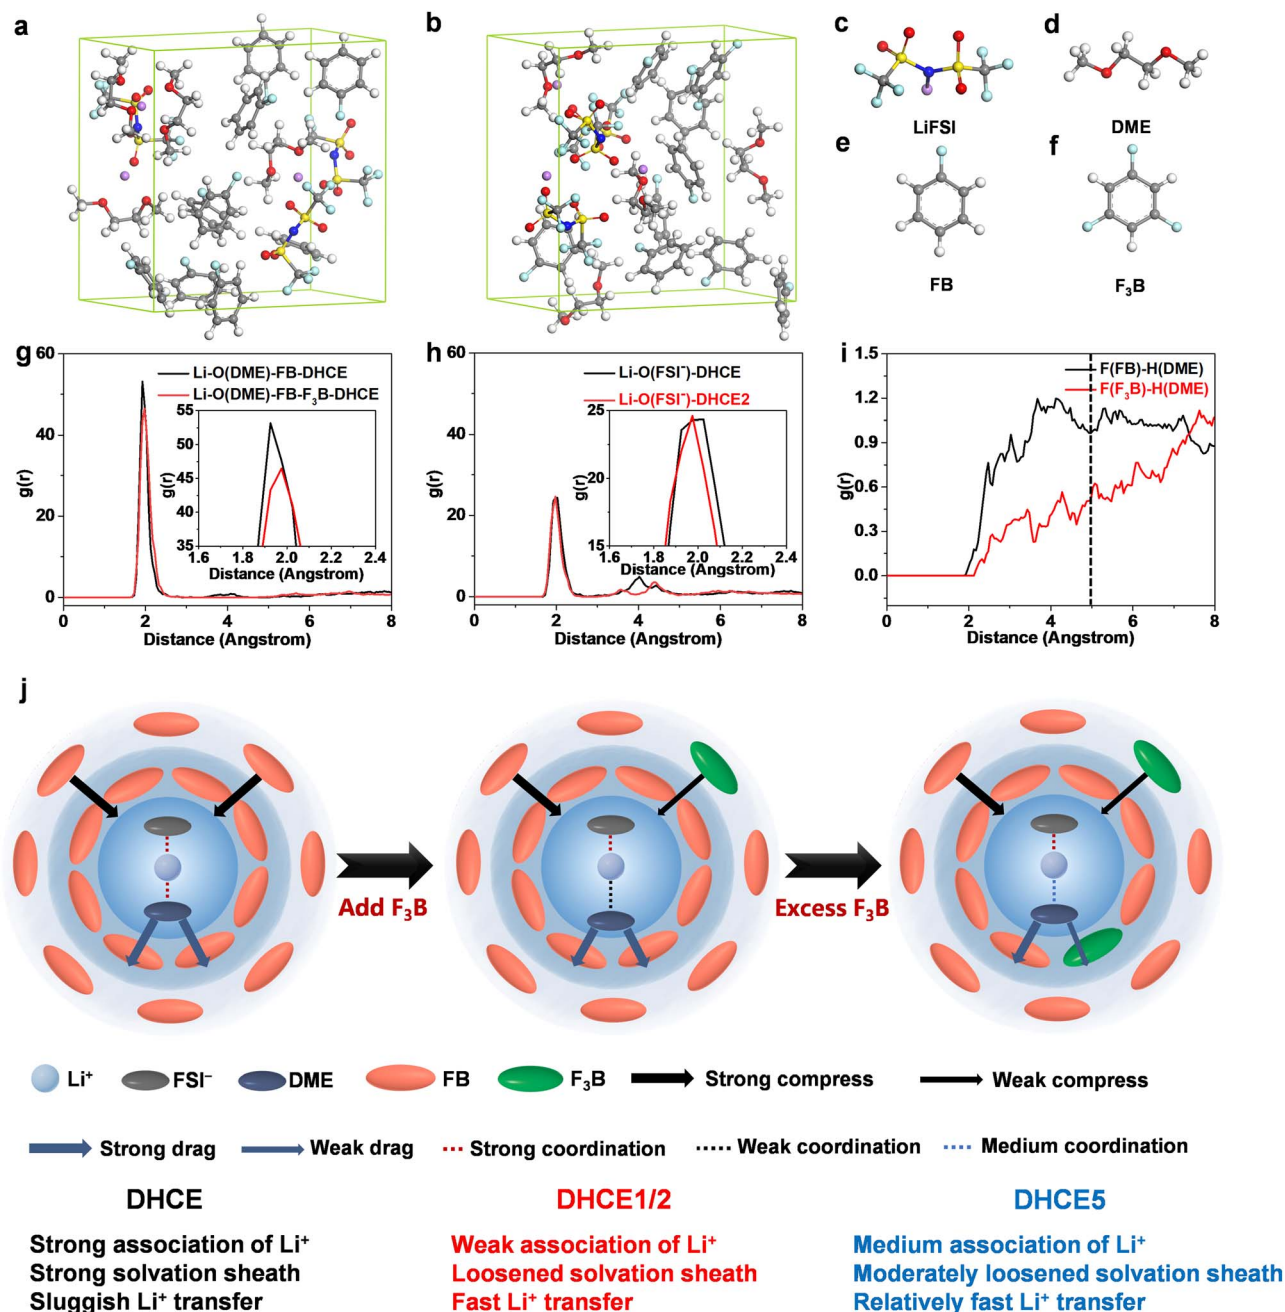 a
b
c
d
LiFSI
DME
e
f
FB
F₃B
g
60
40
20
0
g(r)
Li-O(DME)-FB-DHCE
Li-O(DME)-FB-F₃B-DHCE
55
50
45
40
35
g(r)
1.6 1.8 2.0 2.2 2.4
Distance (Angstrom)
0 2 4 6 8
Distance (Angstrom)
h
60
40
20
0
g(r)
Li-O(FSI⁻)-DHCE
Li-O(FSI⁻)-DHCE2
25
20
15
g(r)
1.6 1.8 2.0 2.2 2.4
Distance (Angstrom)
0 2 4 6 8
Distance (Angstrom)
i
1.5
1.2
0.9
0.6
0.3
0.0
g(r)
F(FB)-H(DME)
F(F₃B)-H(DME)
0 2 4 6 8
Distance (Angstrom)
j
Add F₃B
Excess F₃B
Li⁺ FSI⁻ DME FB F₃B Strong compress Weak compress
Strong drag Weak drag Strong coordination Weak coordination Medium coordination
DHCE
Strong association of Li⁺
Strong solvation sheath
Sluggish Li⁺ transfer
DHCE1/2
Weak association of Li⁺
Loosened solvation sheath
Fast Li⁺ transfer
DHCE5
Medium association of Li⁺
Moderately loosened solvation sheath
Relatively fast Li⁺ transfer